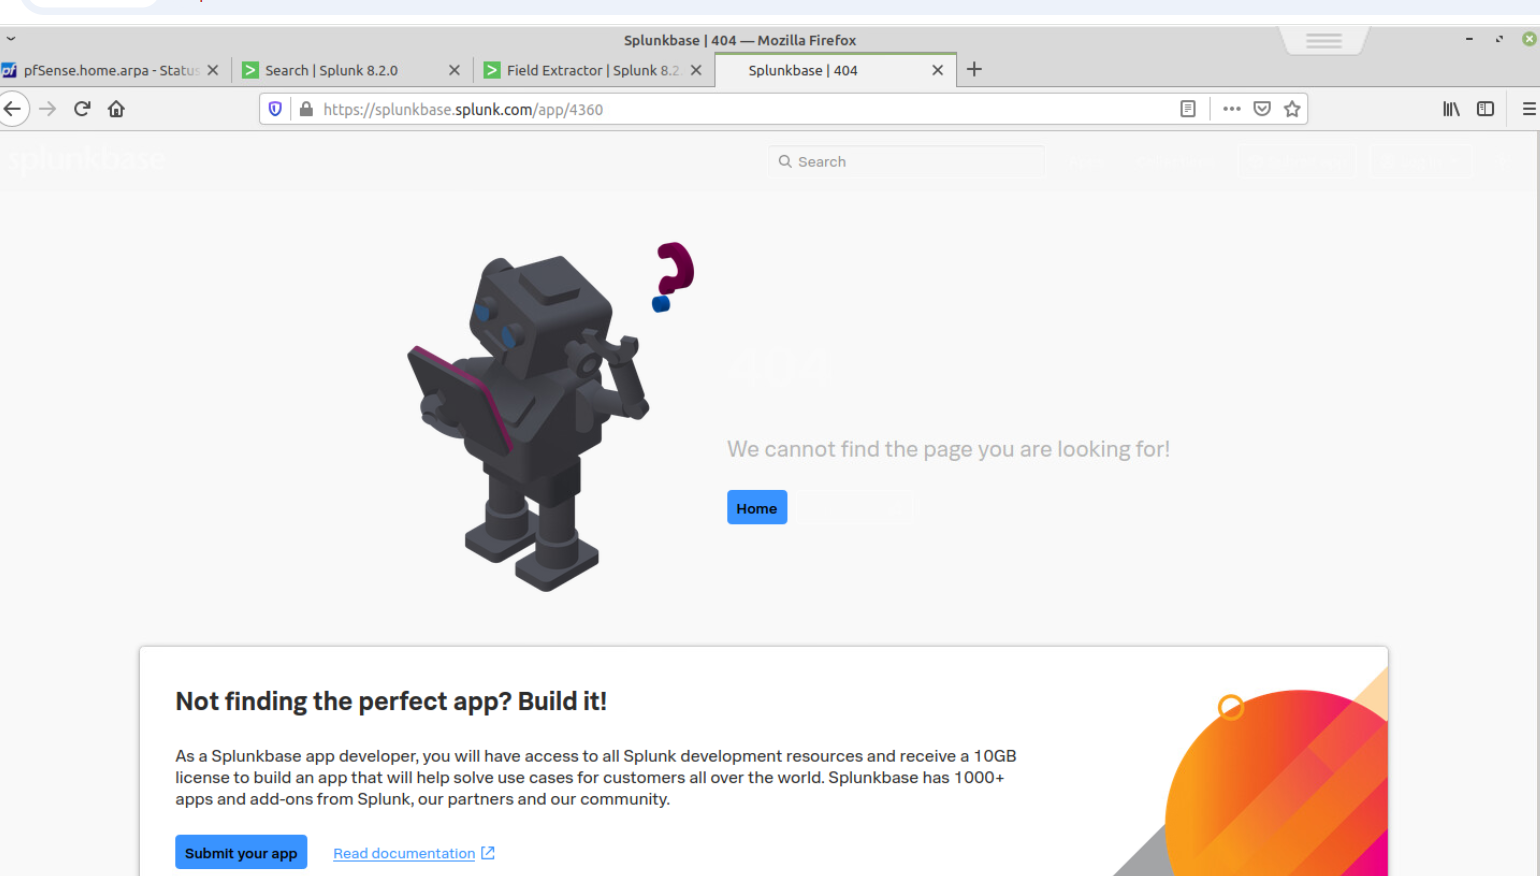 Splunkbase | 404 — Mozilla Firefox
pfSense.home.arpa - Status
Search | Splunk 8.2.0
Field Extractor | Splunk 8.2
Splunkbase | 404
https://splunkbase.splunk.com/app/4360
splunkbase
Search
404
We cannot find the page you are looking for!
Home
Not finding the perfect app? Build it!
As a Splunkbase app developer, you will have access to all Splunk development resources and receive a 10GB
license to build an app that will help solve use cases for customers all over the world. Splunkbase has 1000+
apps and add-ons from Splunk, our partners and our community.
Submit your app
Read documentation